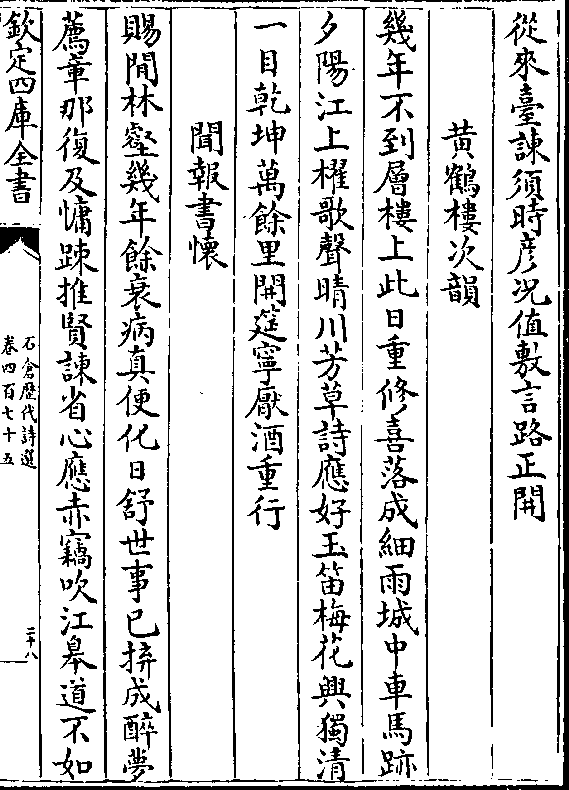 從來臺諫須時彦况值敷言路正開
黄鶴樓次韻
幾年不到層樓上此日重修喜落成細雨城中車馬跡
夕陽江上櫂歌聲晴川芳草詩應好玉笛梅花興獨清
一目乾坤萬餘里開筵寧厭酒重行
聞報書懐
賜閒林壑幾年餘衰病真便化日舒世事已拚成醉夢
薦章那復及慵踈推賢諫省心應赤竊吹江臯道不如
欽定四庫全書
石倉歴代詩選
卷四百七十五
三十八